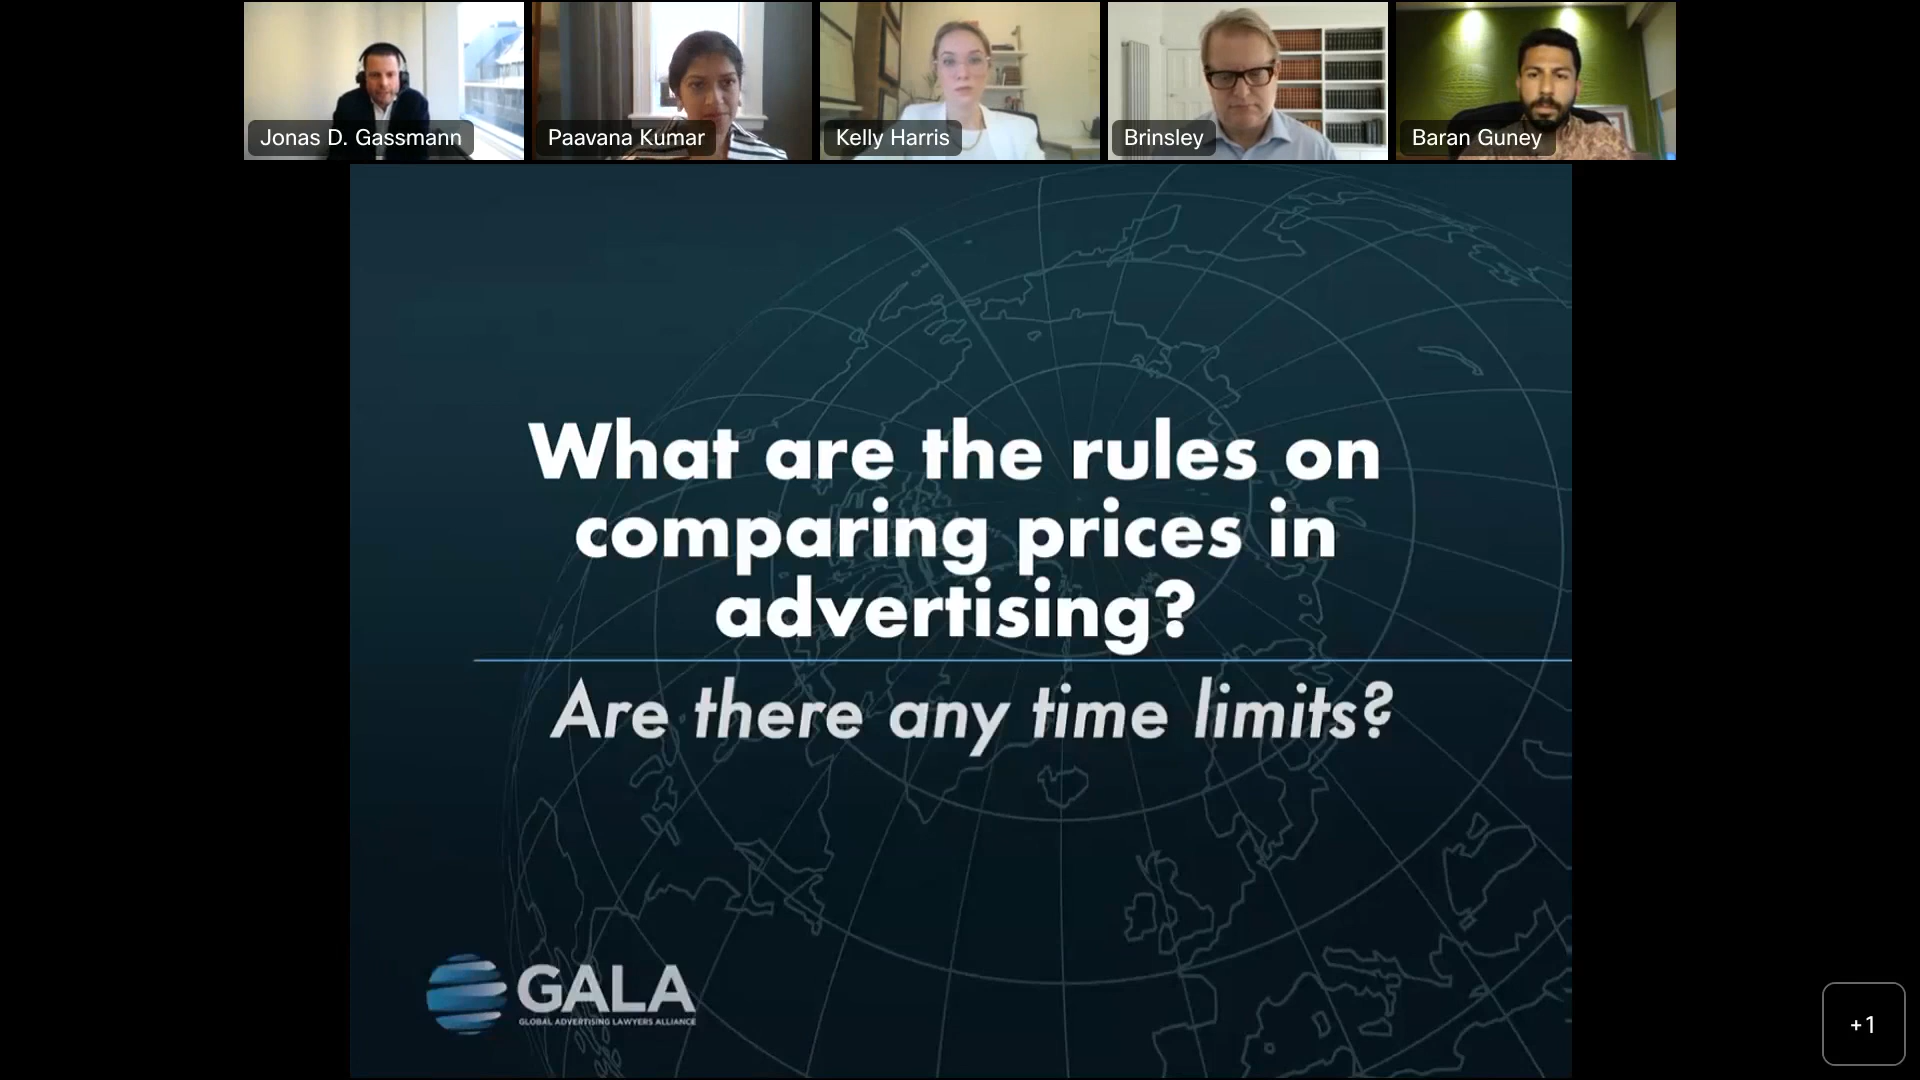 Jonas D. Gassmann
Paavana Kumar
Kelly Harris
Brinsley
Baran Guney
What are the rules on
comparing prices in
advertising?
Are there any time limits?
GALA
GLOBAL ADVERTISING LAWYERS ALLIANCE
+1